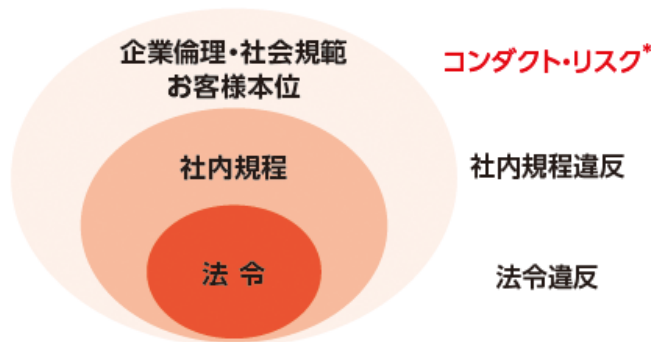 企業倫理・社会規範
お客様本位
コンダクト・リスク*
社内規程
社内規程違反
法令
法令違反